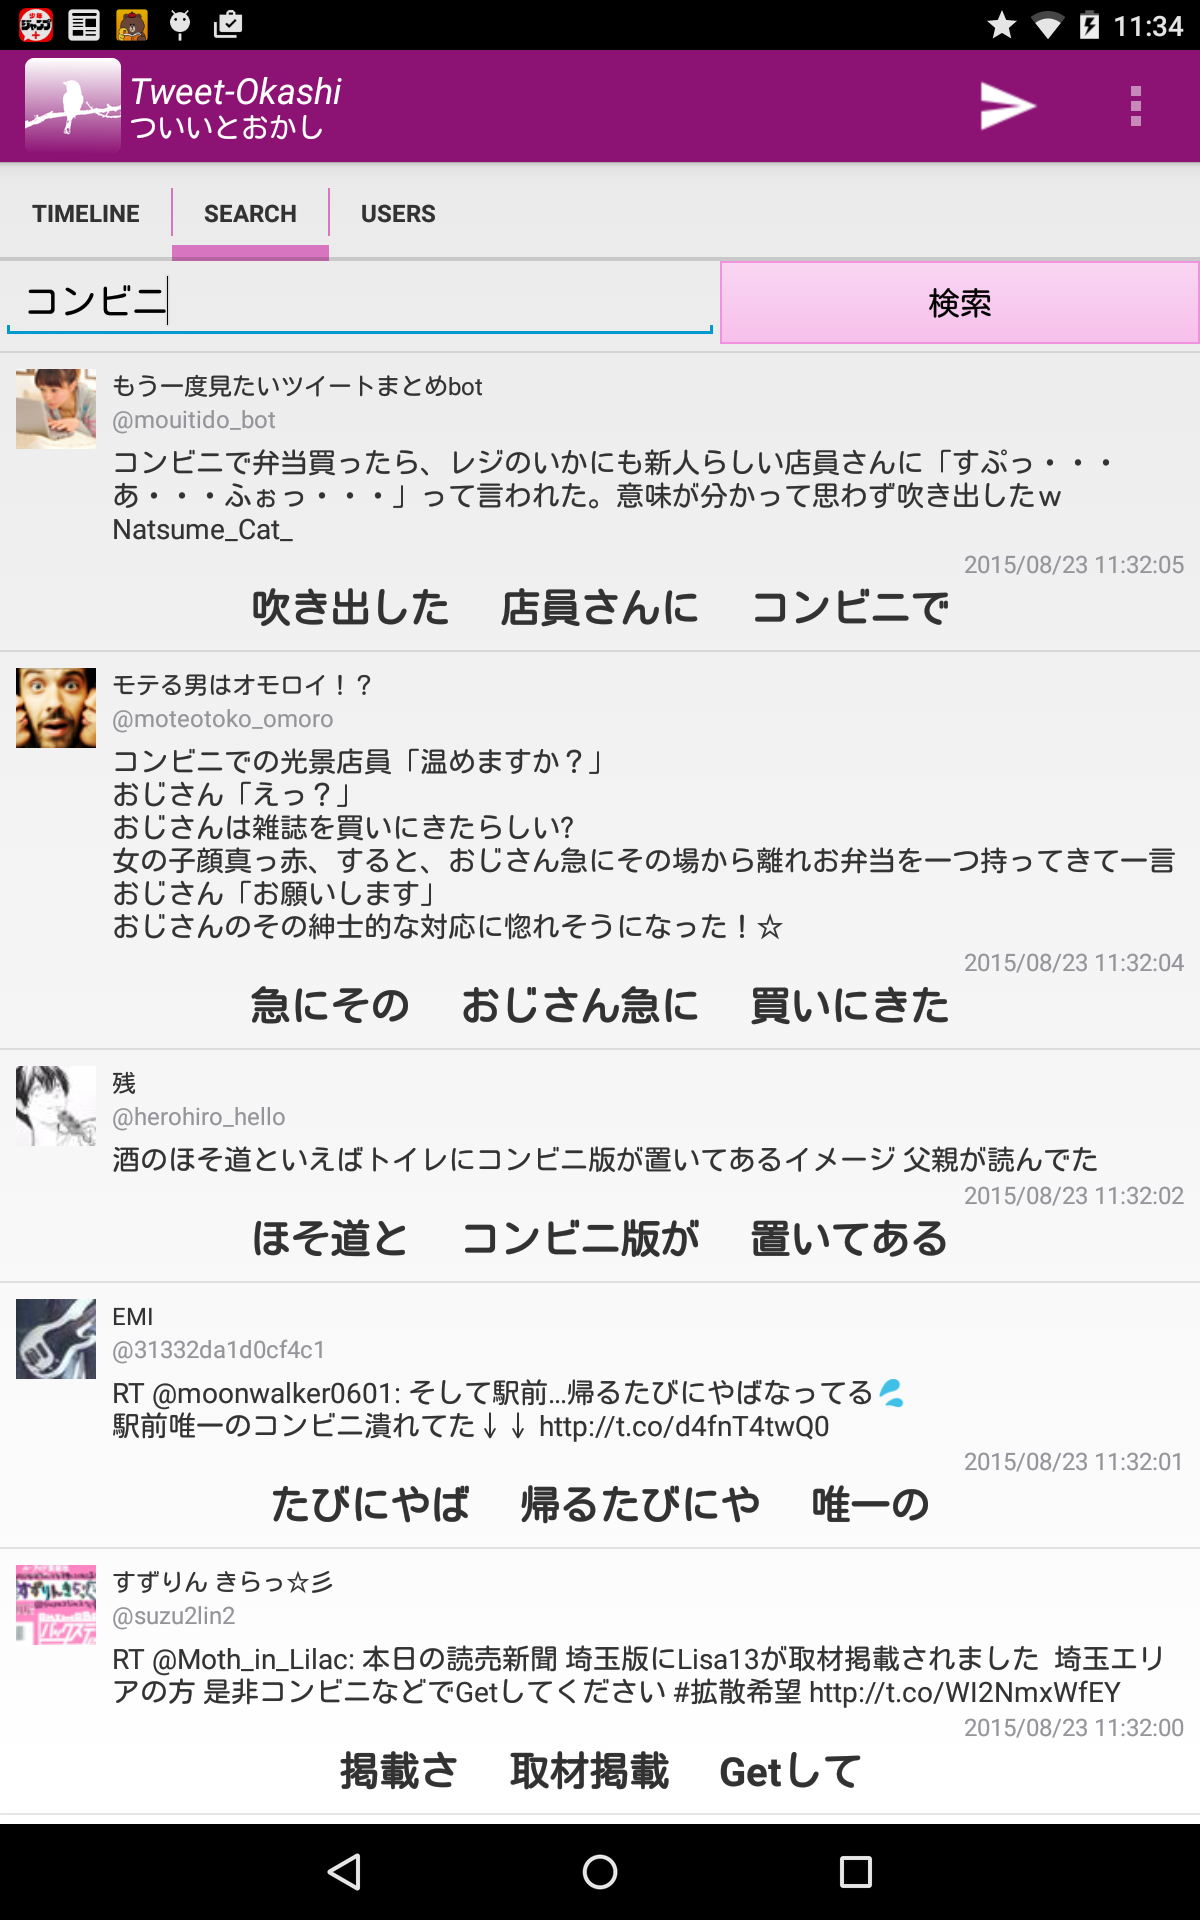 11:34
Tweet-Okashi
ついいとおかし
TIMELINE SEARCH USERS
コンビニ 検索
もう一度見たいツイートまとめbot
@mouitido_bot
コンビニで弁当買ったら、レジのいかにも新人らしい店員さんに「すぷっ・・・
あ・・・ふぉっ・・・」って言われた。意味が分かって思わず吹き出したｗ
Natsume_Cat_
2015/08/23 11:32:05
吹き出した 店員さんに コンビニで
モテる男はオモロイ！？
@moteotoko_omoro
コンビニでの光景店員「温めますか？」
おじさん「えっ？」
おじさんは雑誌を買いにきたらしい?
女の子顔真っ赤、すると、おじさん急にその場から離れお弁当を一つ持ってきて一言
おじさん「お願いします」
おじさんのその紳士的な対応に惚れそうになった！☆
2015/08/23 11:32:04
急にその おじさん急に 買いにきた
残
@herohiro_hello
酒のほそ道といえばトイレにコンビニ版が置いてあるイメージ 父親が読んでた
2015/08/23 11:32:02
ほそ道と コンビニ版が 置いてある
EMI
@31332da1d0cf4c1
RT @moonwalker0601: そして駅前...帰るたびにやばなってる💦
駅前唯一のコンビニ潰れてた↓↓ http://t.co/d4fnT4twQ0
2015/08/23 11:32:01
たびにやば 帰るたびにや 唯一の
すずりん きらっ☆彡
@suzu2lin2
RT @Moth_in_Lilac: 本日の読売新聞 埼玉版にLisa13が取材掲載されました 埼玉エリ
アの方 是非コンビニなどでGetしてください #拡散希望 http://t.co/WI2NmxWfEY
2015/08/23 11:32:00
掲載さ 取材掲載 Getして